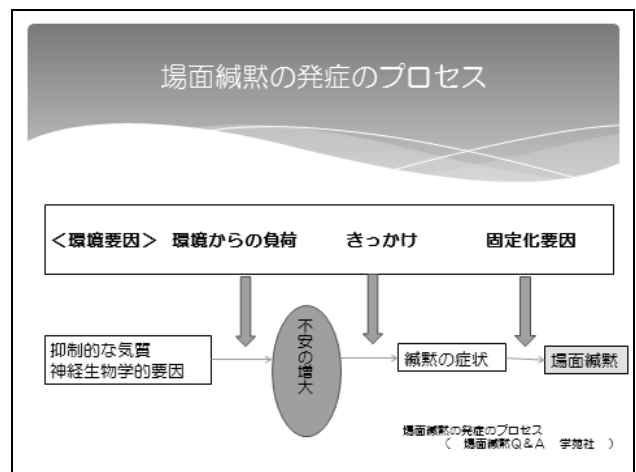 場面緘黙の発症のプロセス
<環境要因> 環境からの負荷 きっかけ 固定化要因
抑制的な気質
神経生物学的要因
不安の増大
緘黙の症状
場面緘黙
場面緘黙の発症のプロセス
( 場面緘黙Q&A 学苑社 )